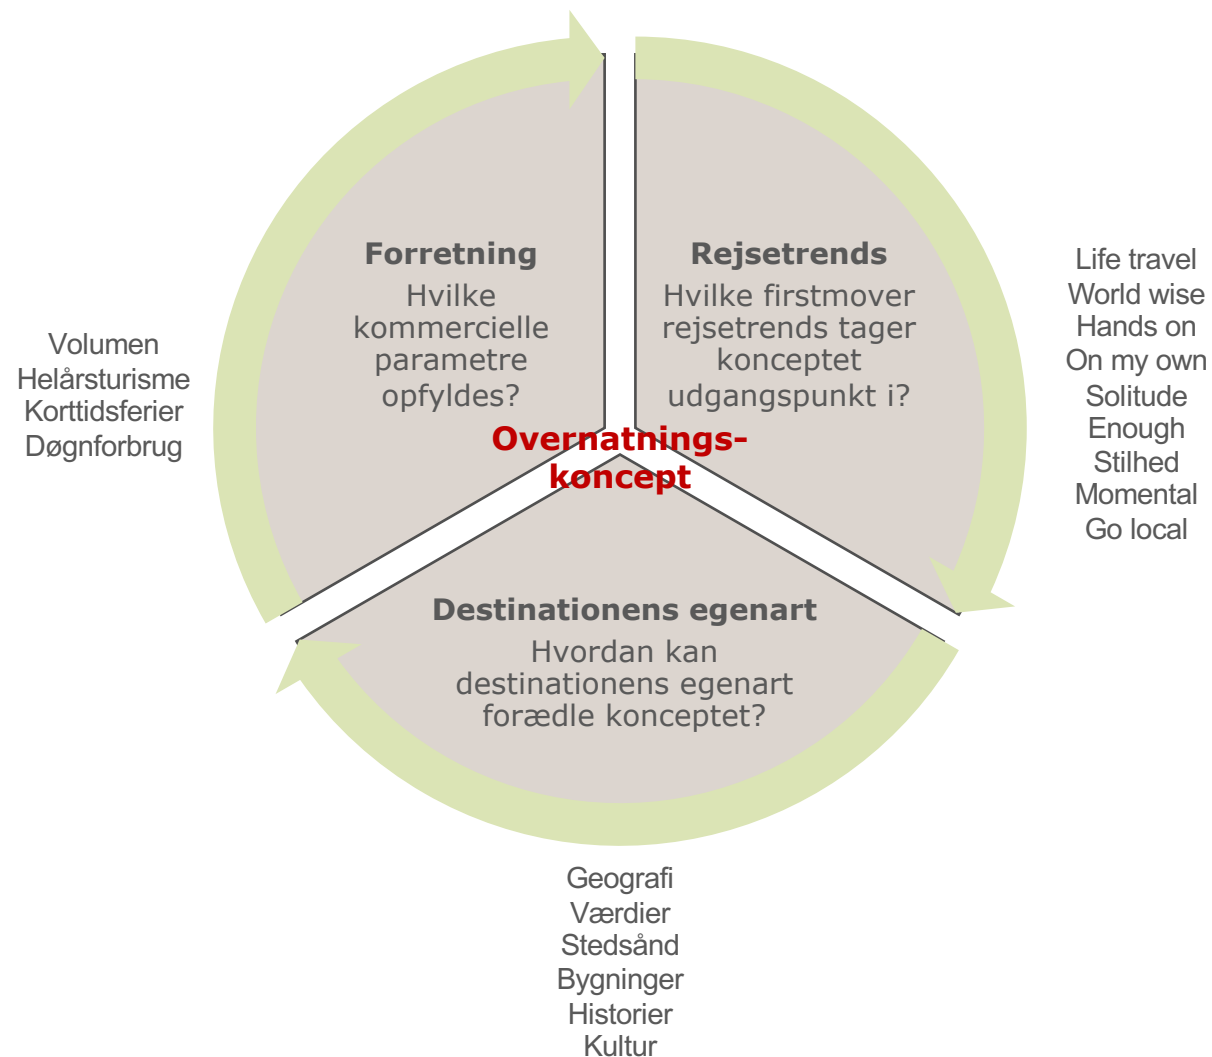 Forretning
Hvilke
kommercielle
parametre
opfyldes?
Rejsetrends
Hvilke firstmover
rejsetrends tager
konceptet
udgangspunkt i?
Overnatnings-
koncept
Destinationens egenart
Hvordan kan
destinationens egenart
forædle konceptet?
Volumen
Helårsturisme
Korttidsferier
Døgnforbrug
Life travel
World wise
Hands on
On my own
Solitude
Enough
Stilhed
Momental
Go local
Geografi
Værdier
Stedsånd
Bygninger
Historier
Kultur